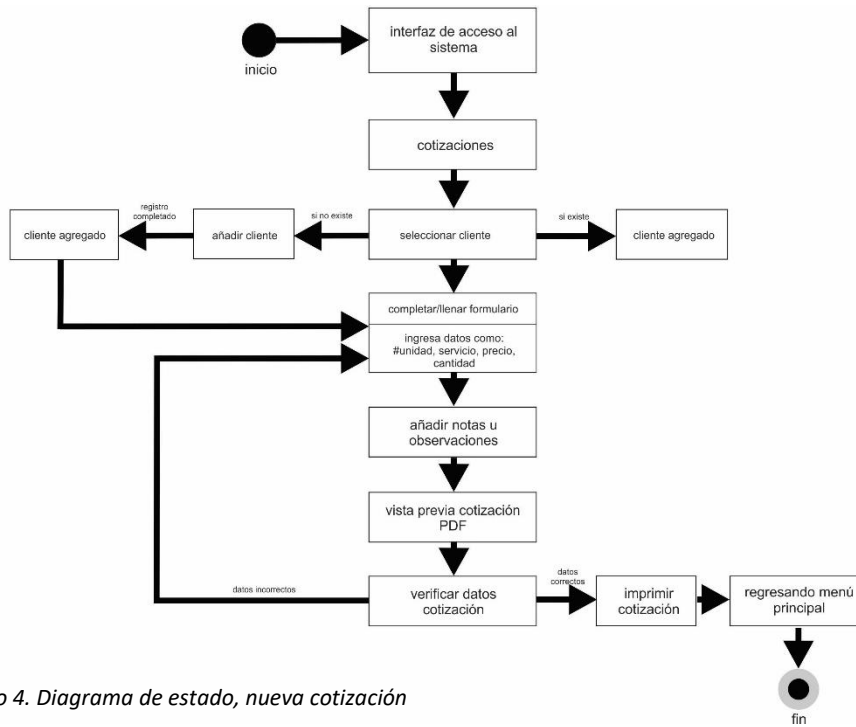 interfaz de acceso al
sistema
inicio
cotizaciones
registro
completado
si no existe
si existe
cliente agregado
añadir cliente
seleccionar cliente
cliente agregado
completar/llenar formulario
ingresa datos como:
#unidad, servicio, precio,
cantidad
añadir notas u
observaciones
vista previa cotización
PDF
datos incorrectos
verificar datos
cotización
datos
correctos
imprimir
cotización
regresando menú
principal
o 4. Diagrama de estado, nueva cotización
fin